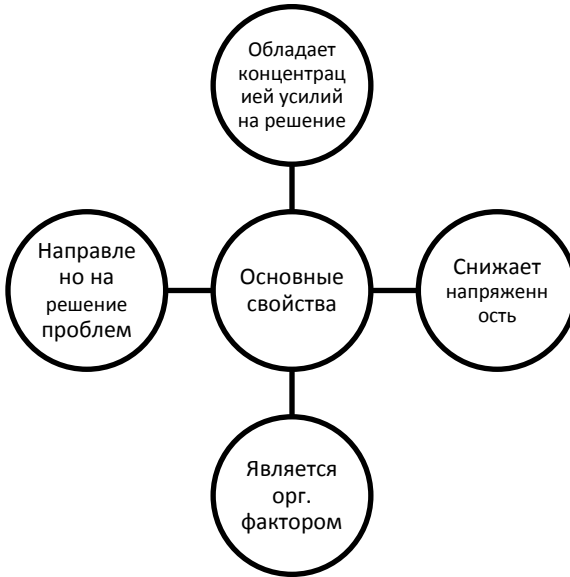 Обладает
концентрац
ией усилий
на решение
Направле
но на
решение
проблем
Основные
свойства
Снижает
напряженн
ость
Является
орг.
фактором